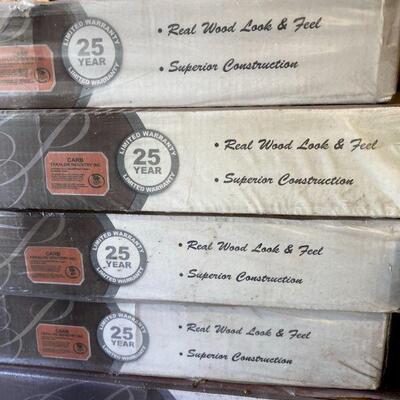 LIMITED WARRANTY
25
YEAR
LIMITED WARRANTY
• Real Wood Look & Feel
• Superior Construction
CARB
LIMITED WARRANTY
25
YEAR
LIMITED WARRANTY
• Real Wood Look & Feel
• Superior Construction
CARB
LIMITED WARRANTY
25
YEAR
LIMITED WARRANTY
• Real Wood Look & Feel
• Superior Construction
CARB
LIMITED WARRANTY
25
YEAR
LIMITED WARRANTY
• Real Wood Look & Feel
• Superior Construction